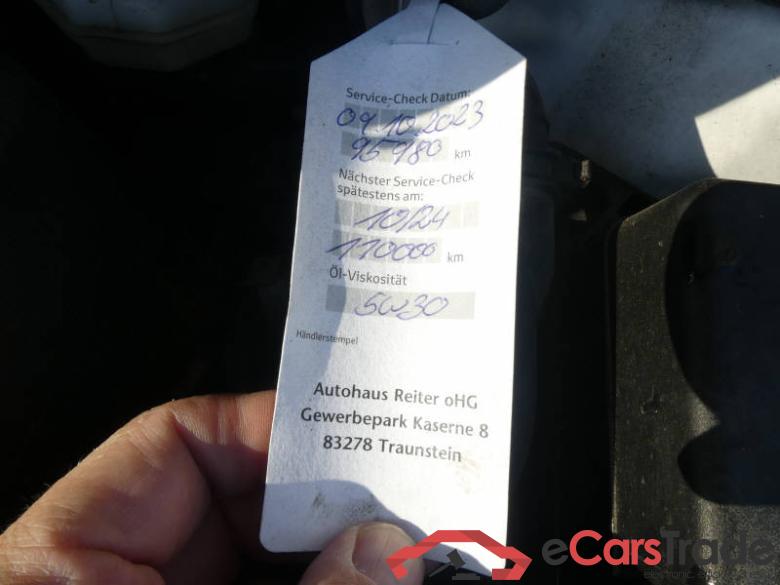 Service-Check Datum:
09.10.2023
95980 km
Nächster Service-Check
spätestens am:
10/24
110000 km
Öl-Viskosität
5W30
Händlerstempel
Autohaus Reiter oHG
Gewerbepark Kaserne 8
83278 Traunstein
eCarsTrade